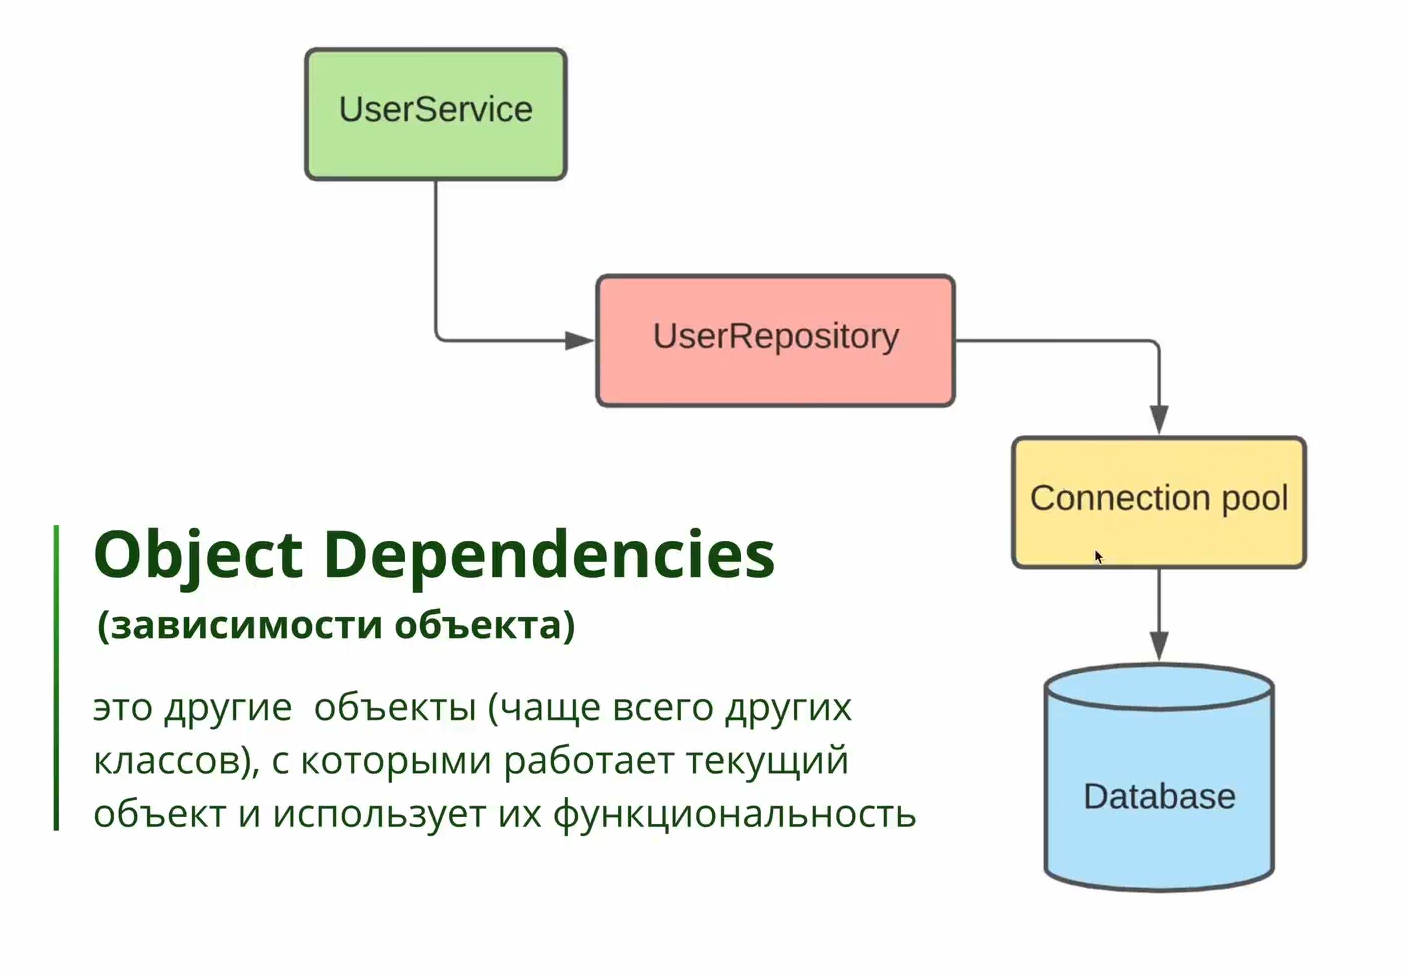 UserService
UserRepository
Connection pool
Object Dependencies
(зависимости объекта)
это другие объекты (чаще всего других
классов), с которыми работает текущий
объект и использует их функциональность
Database